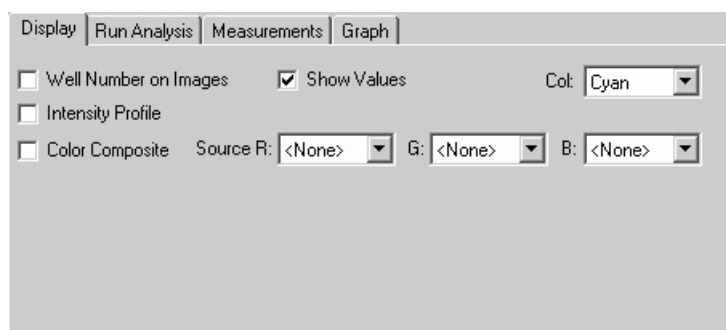 Display Run Analysis Measurements Graph
Well Number on Images Show Values Col: Cyan
Intensity Profile
Color Composite Source R: <None> G: <None> B: <None>